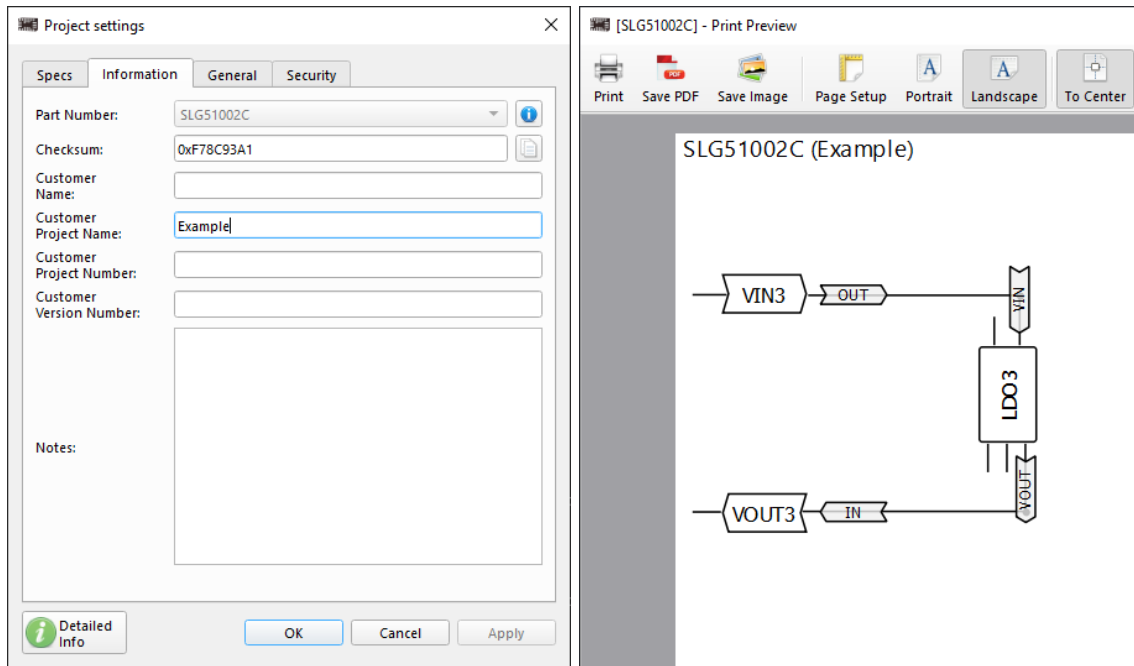 Project settings
Specs
Information
General
Security
Part Number:
SLG51002C
Checksum:
0xF78C93A1
Customer
Name:
Customer
Project Name:
Example
Customer
Project Number:
Customer
Version Number:
Notes:
Detailed
Info
OK
Cancel
Apply
[SLG51002C] - Print Preview
Print
PDF
Save PDF
Save Image
Page Setup
A
Portrait
A
Landscape
To Center
SLG51002C (Example)
VIN3
OUT
VIN
LDO3
VOUT3
IN
VOUT